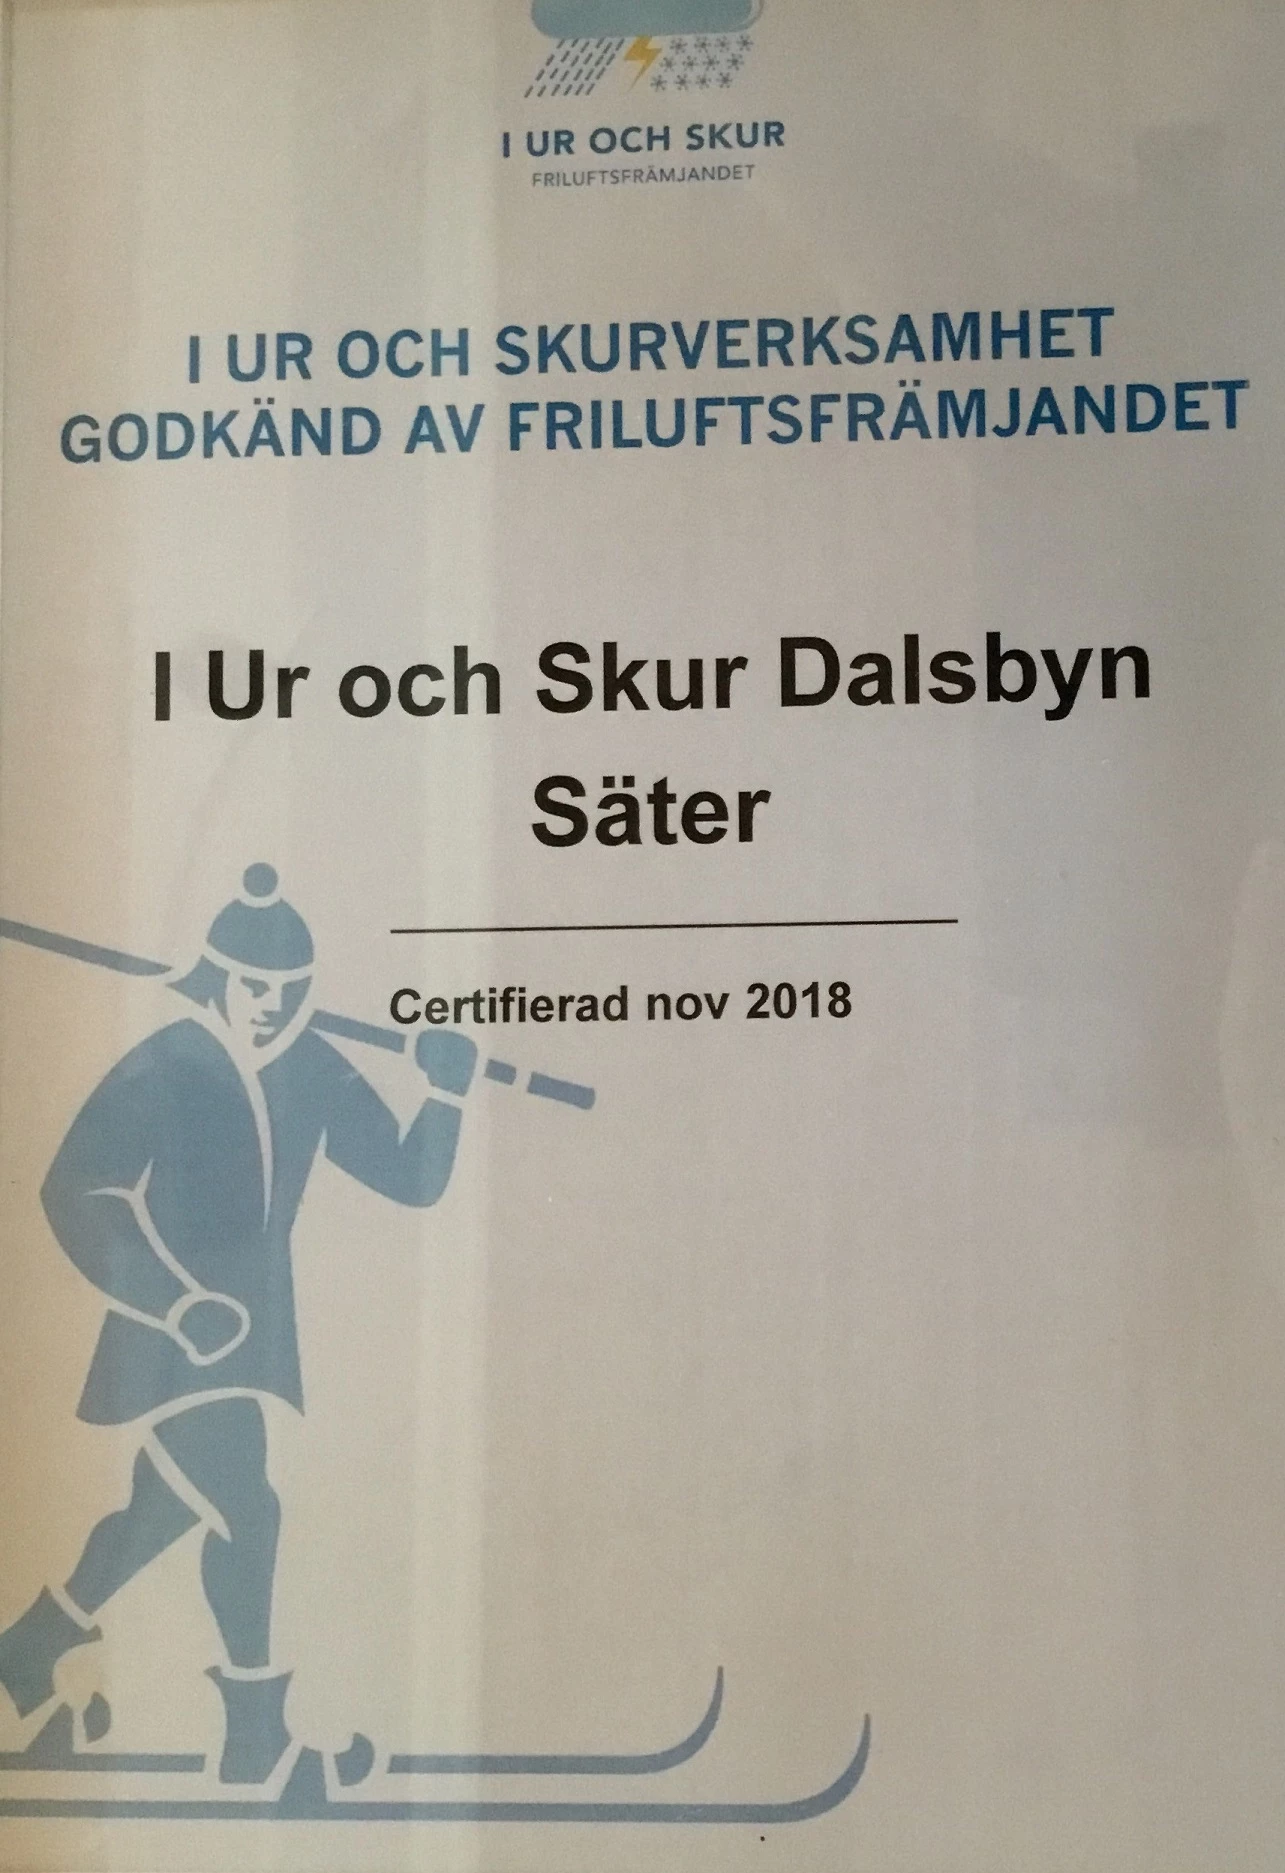 I UR OCH SKUR
FRILUFTSFRÄMJANDET
I UR OCH SKURVERKSAMHET
GODKÄND AV FRILUFTSFRÄMJANDET
I Ur och Skur Dalsbyn
Säter
Certifierad nov 2018